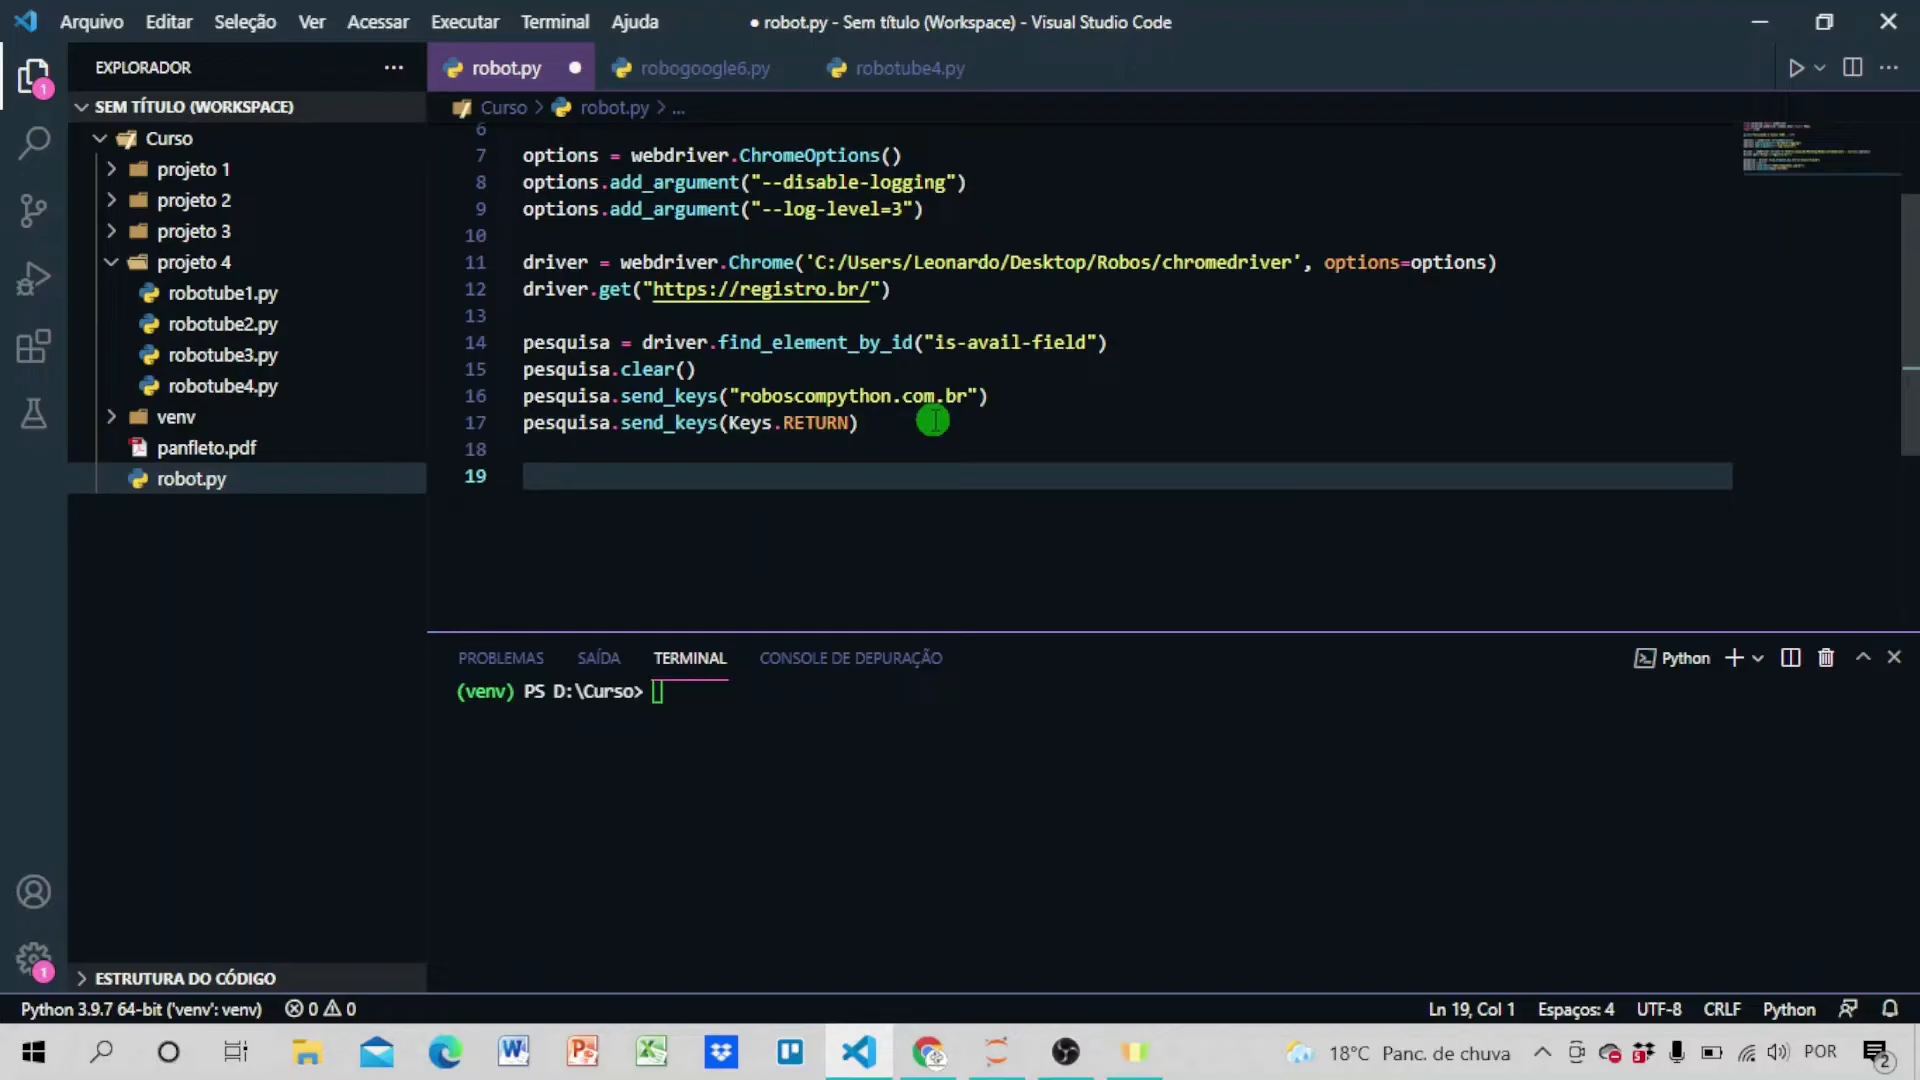 Arquivo Editar Seleção Ver Acessar Executar Terminal Ajuda
● robot.py - Sem título (Workspace) - Visual Studio Code
EXPLORADOR
SEM TÍTULO (WORKSPACE)
Curso
projeto 1
projeto 2
projeto 3
projeto 4
robotube1.py
robotube2.py
robotube3.py
robotube4.py
venv
panfleto.pdf
robot.py
ESTRUTURA DO CÓDIGO
1
1
robot.py robogoogle6.py robotube4.py
Curso > robot.py > ...
6
7 options = webdriver.ChromeOptions()
8 options.add_argument("--disable-logging")
9 options.add_argument("--log-level=3")
10
11 driver = webdriver.Chrome('C:/Users/Leonardo/Desktop/Robos/chromedriver', options=options)
12 driver.get("https://registro.br/")
13
14 pesquisa = driver.find_element_by_id("is-avail-field")
15 pesquisa.clear()
16 pesquisa.send_keys("roboscompython.com.br")
17 pesquisa.send_keys(Keys.RETURN)
18
19
PROBLEMAS SAÍDA TERMINAL CONSOLE DE DEPURAÇÃO
Python
(venv) PS D:\Curso>
Python 3.9.7 64-bit ('venv': venv) 0 0
Ln 19, Col 1 Espaços: 4 UTF-8 CRLF Python
18°C Panc. de chuva
POR
2